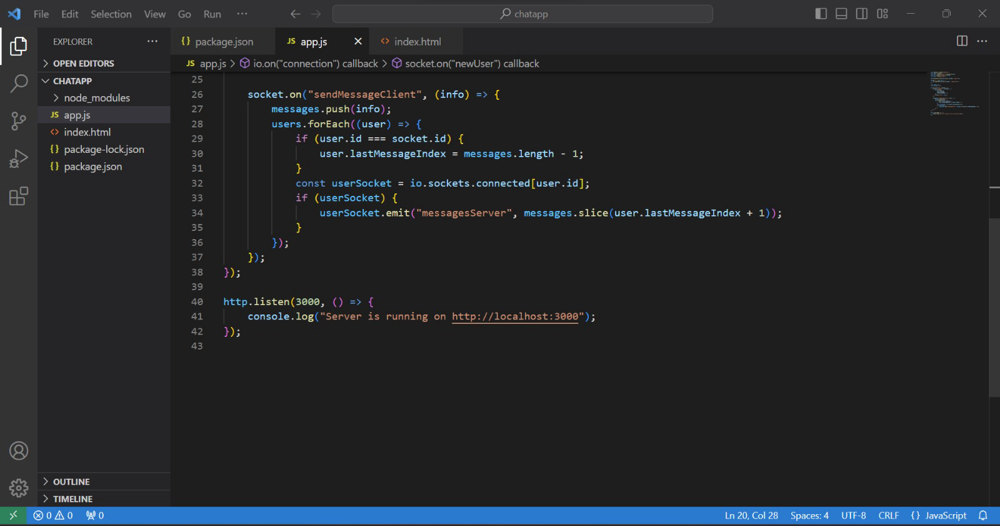 File Edit Selection View Go Run ··· chatapp
EXPLORER ···
OPEN EDITORS
CHATAPP
node_modules
JS app.js
<> index.html
{} package-lock.json
{} package.json
OUTLINE
TIMELINE
{} package.json JS app.js <> index.html ···
JS app.js > io.on("connection") callback > socket.on("newUser") callback
25
26 socket.on("sendMessageClient", (info) => {
27 messages.push(info);
28 users.forEach((user) => {
29 if (user.id === socket.id) {
30 user.lastMessageIndex = messages.length - 1;
31 }
32 const userSocket = io.sockets.connected[user.id];
33 if (userSocket) {
34 userSocket.emit("messagesServer", messages.slice(user.lastMessageIndex + 1));
35 }
36 });
37 });
38 });
39
40 http.listen(3000, () => {
41 console.log("Server is running on http://localhost:3000");
42 });
43
0 0 0 Ln 20, Col 28 Spaces: 4 UTF-8 CRLF {} JavaScript